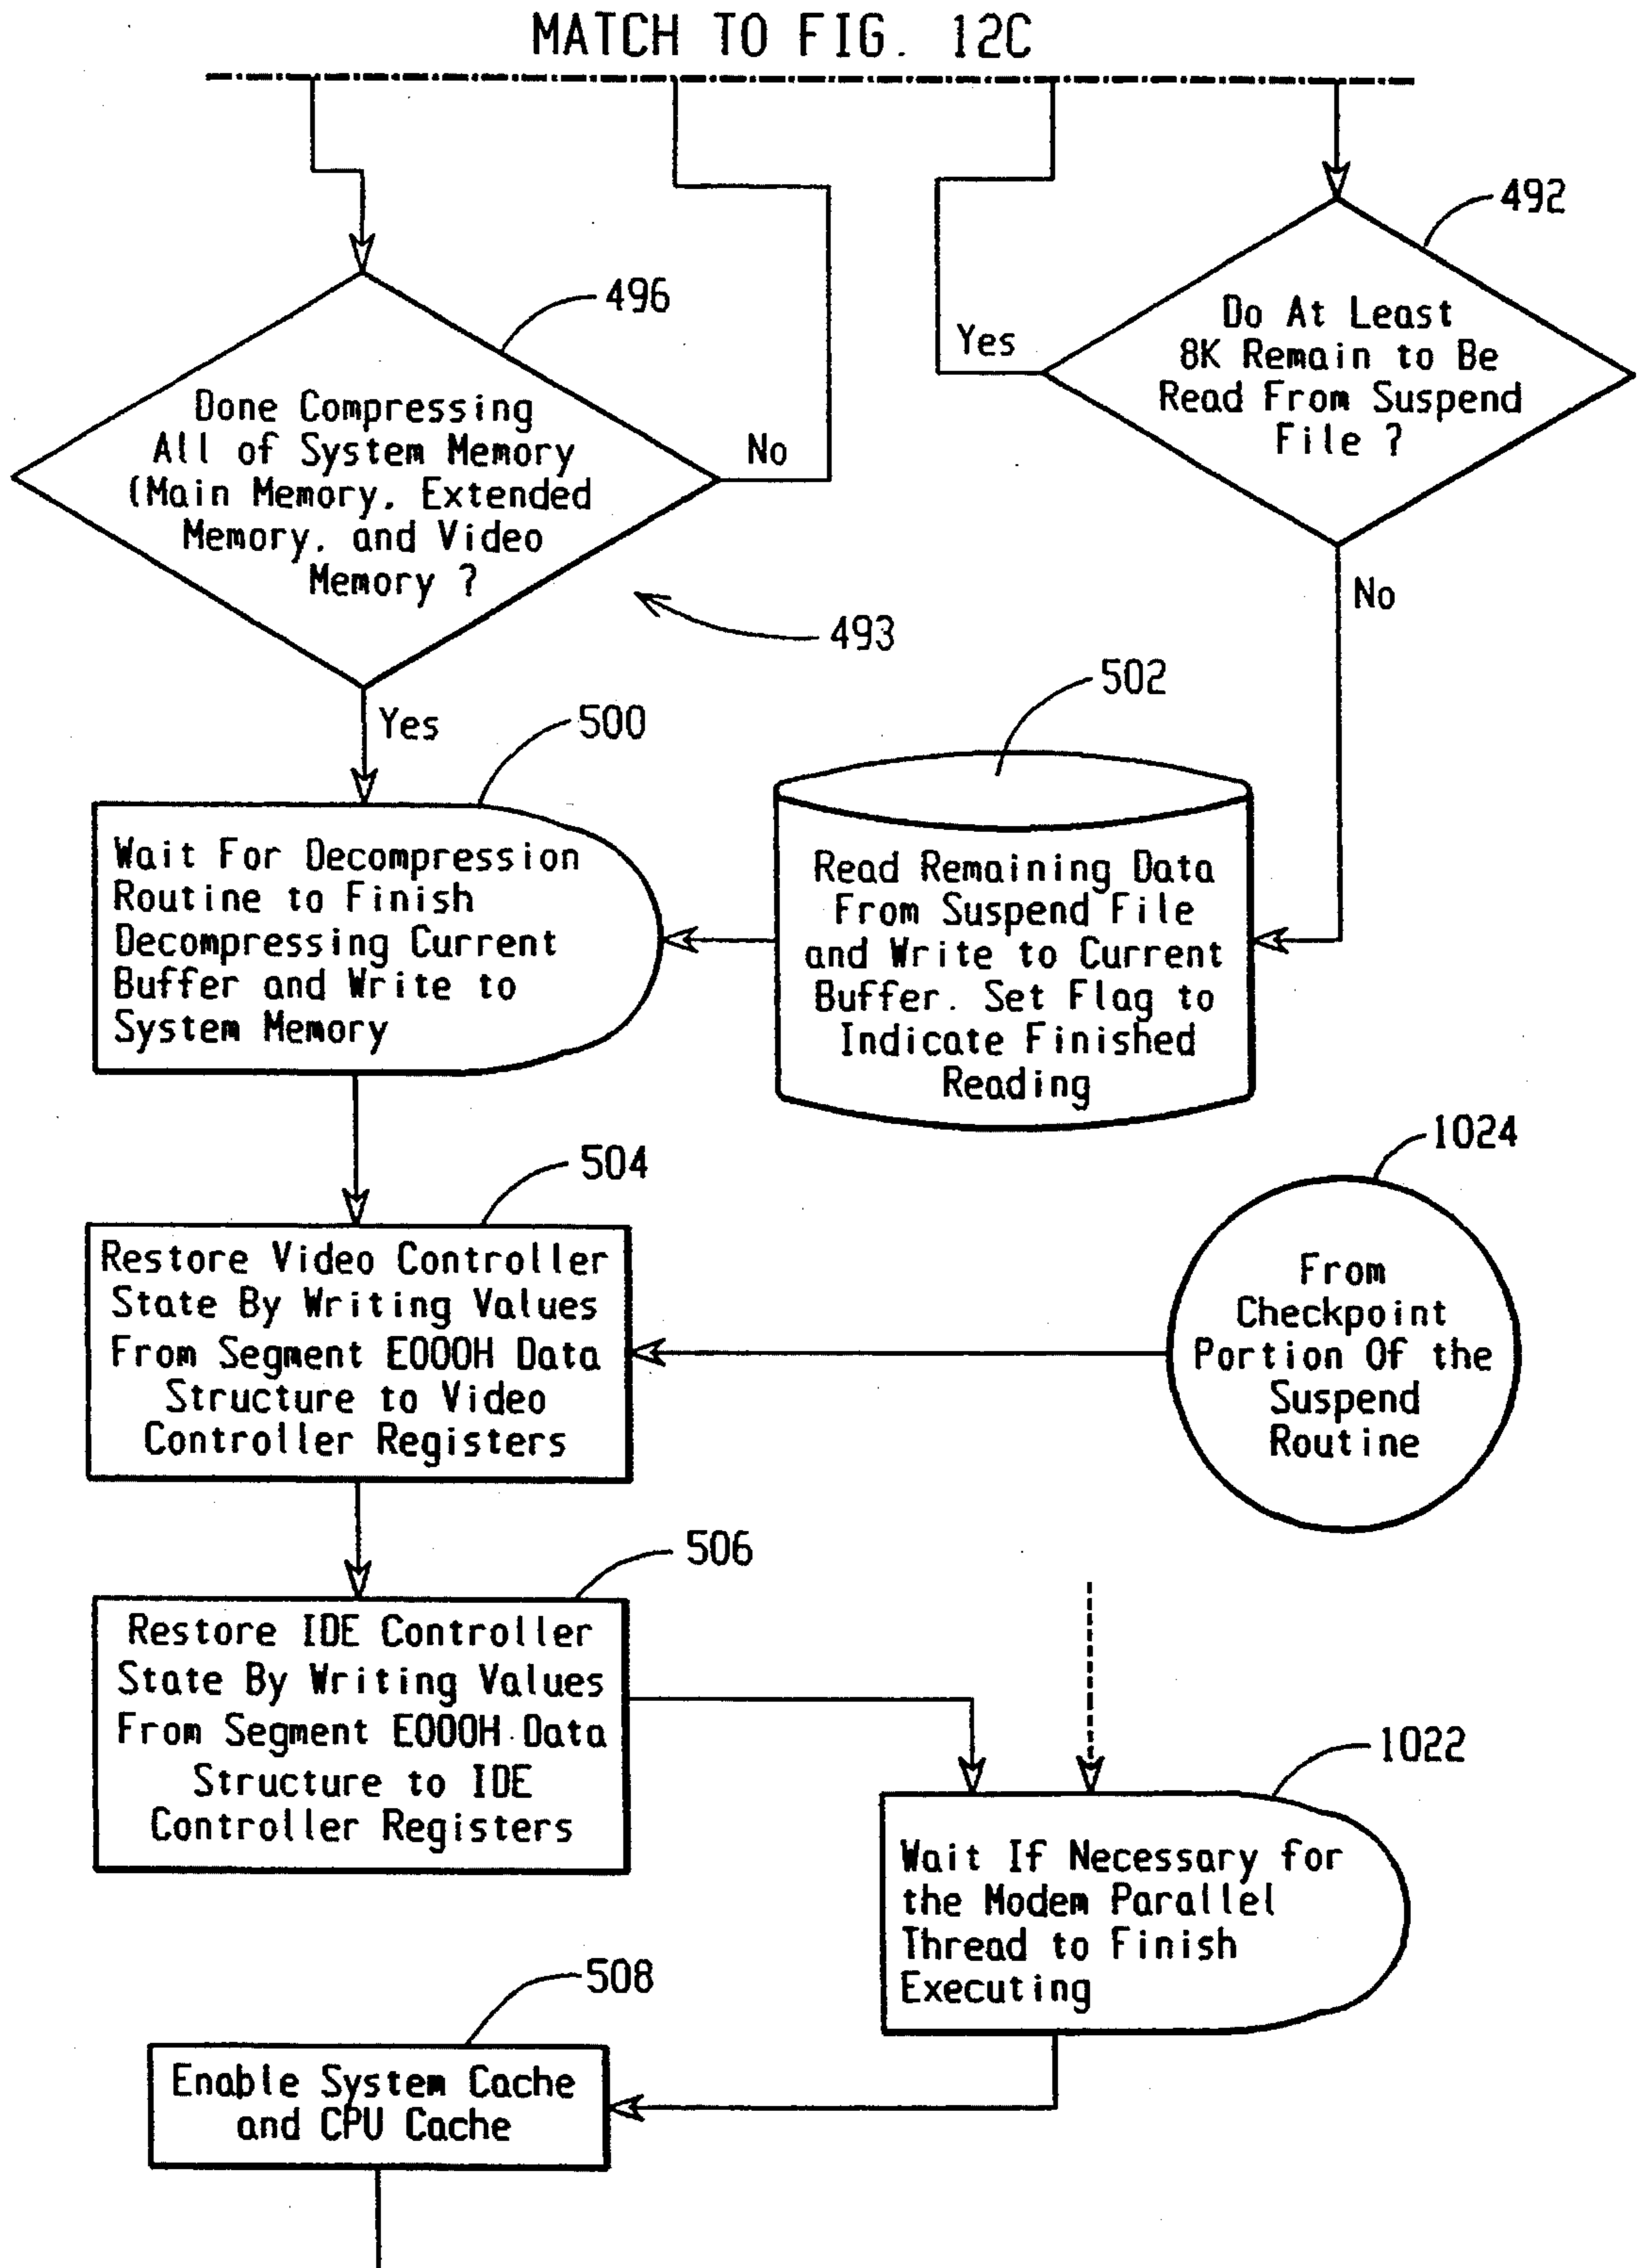 MATCH TO FIG. 12C
492
Do At Least
8K Remain to Be
Read From Suspend
File ?
Yes
No
496
Done Compressing
All of System Memory
(Main Memory, Extended
Memory, and Video
Memory ?
No
493
Yes
500
Wait For Decompression
Routine to Finish
Decompressing Current
Buffer and Write to
System Memory
502
Read Remaining Data
From Suspend File
and Write to Current
Buffer. Set Flag to
Indicate Finished
Reading
504
Restore Video Controller
State By Writing Values
From Segment E000H Data
Structure to Video
Controller Registers
1024
From
Checkpoint
Portion Of the
Suspend
Routine
506
Restore IDE Controller
State By Writing Values
From Segment E000H Data
Structure to IDE
Controller Registers
1022
Wait If Necessary for
the Modem Parallel
Thread to Finish
Executing
508
Enable System Cache
and CPU Cache